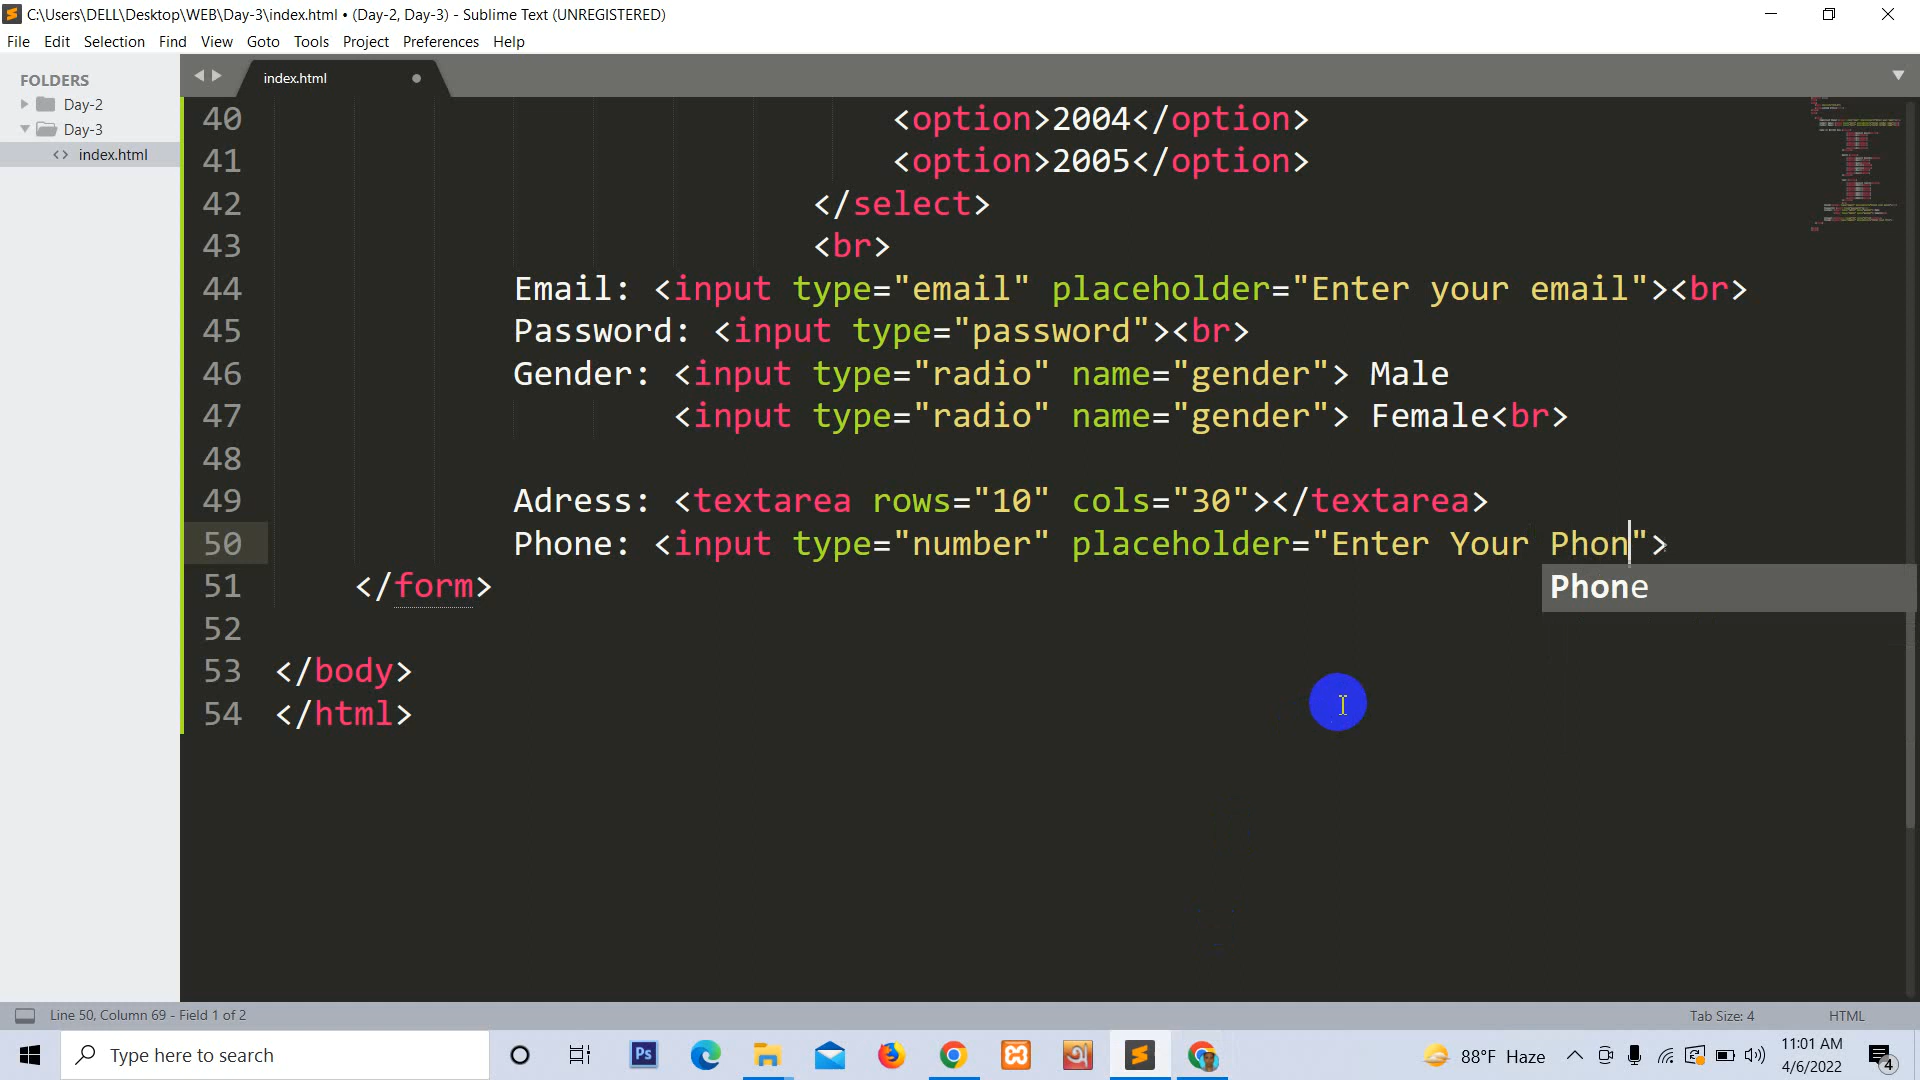 C:\Users\DELL\Desktop\WEB\Day-3\index.html • (Day-2, Day-3) - Sublime Text (UNREGISTERED)
File Edit Selection Find View Goto Tools Project Preferences Help
FOLDERS
Day-2
Day-3
<> index.html
index.html
40 <option>2004</option>
41 <option>2005</option>
42 </select>
43 <br>
44 Email: <input type="email" placeholder="Enter your email"><br>
45 Password: <input type="password"><br>
46 Gender: <input type="radio" name="gender"> Male
47 <input type="radio" name="gender"> Female<br>
48
49 Adress: <textarea rows="10" cols="30"></textarea>
50 Phone: <input type="number" placeholder="Enter Your Phon">
Phone
51 </form>
52
53 </body>
54 </html>
Line 50, Column 69 - Field 1 of 2
Tab Size: 4
HTML
Type here to search
Ps
88°F Haze
11:01 AM
4/6/2022
4